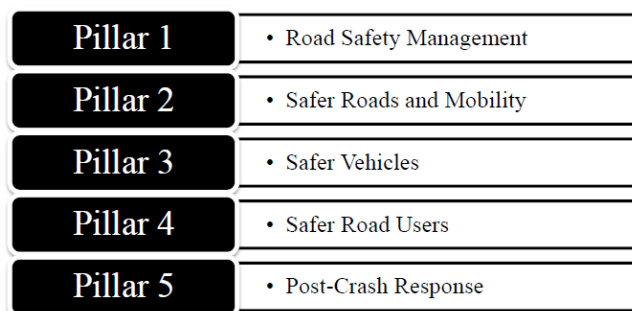 Pillar 1
• Road Safety Management
Pillar 2
• Safer Roads and Mobility
Pillar 3
• Safer Vehicles
Pillar 4
• Safer Road Users
Pillar 5
• Post-Crash Response